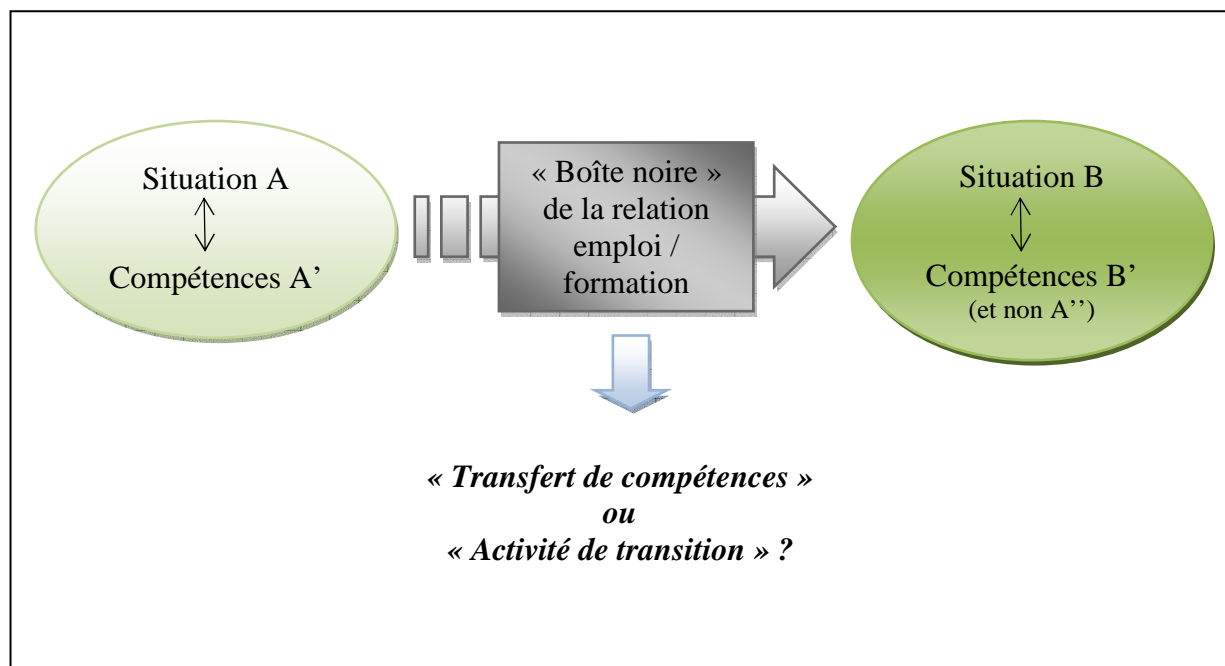 Situation A
Compétences A’
« Boîte noire »
de la relation
emploi /
formation
Situation B
Compétences B’
(et non A’’)
« Transfert de compétences »
ou
« Activité de transition » ?